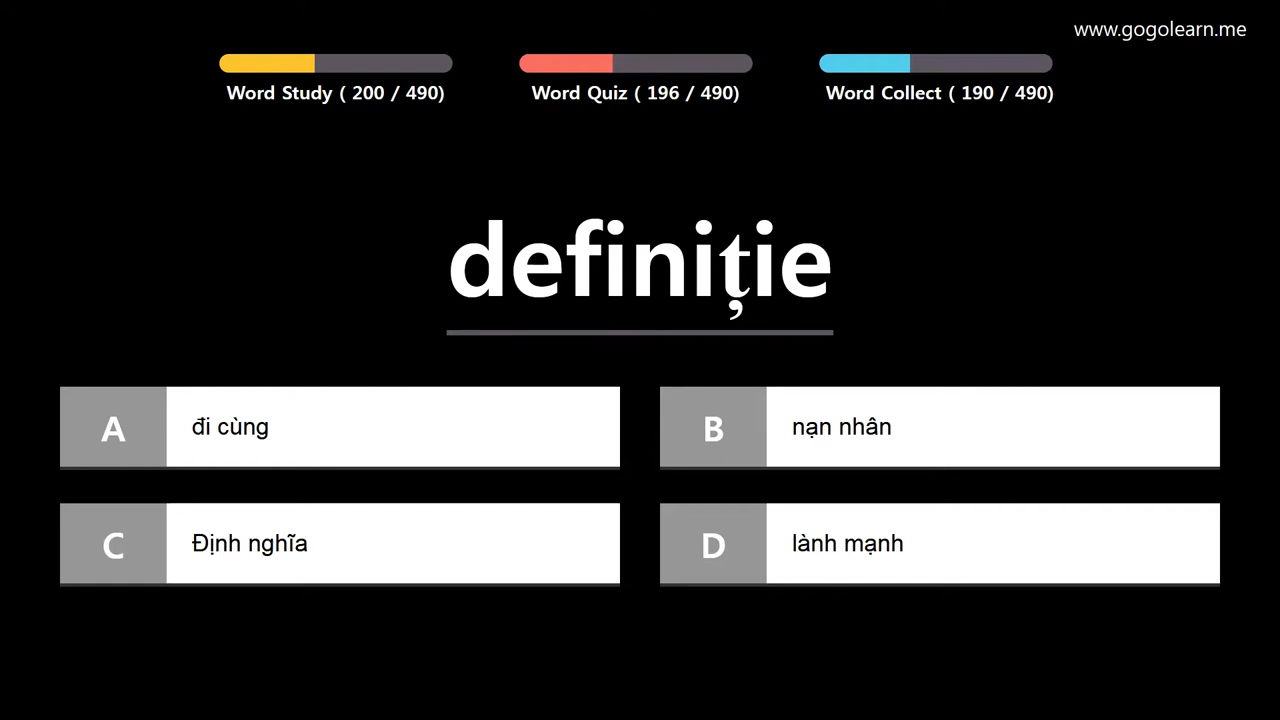 www.gogolearn.me
Word Study ( 200 / 490)
Word Quiz ( 196 / 490)
Word Collect ( 190 / 490)
definiție
A đi cùng
B nạn nhân
C Định nghĩa
D lành mạnh